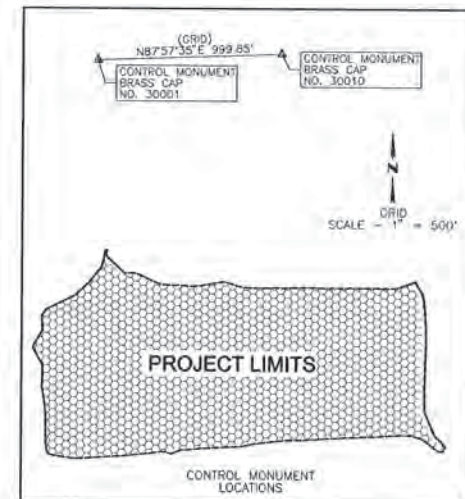 (GRID)
N87°57'35"E 999.85'
CONTROL MONUMENT
BRASS CAP
NO. 30001
CONTROL MONUMENT
BRASS CAP
NO. 30010
N
GRID
SCALE - 1" = 500'
PROJECT LIMITS
CONTROL MONUMENT
LOCATIONS